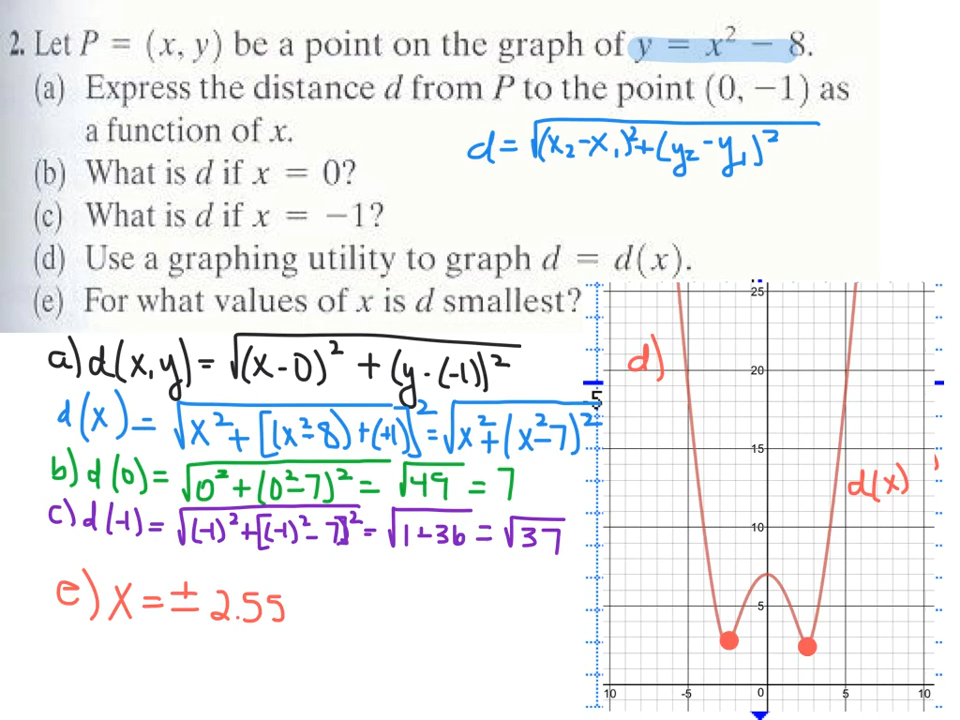 2. Let P = (x, y) be a point on the graph of y = x² − 8.
(a) Express the distance d from P to the point (0, −1) as
a function of x.
d = √(x₂-x₁)²+(y₂-y₁)²
(b) What is d if x = 0?
(c) What is d if x = −1?
(d) Use a graphing utility to graph d = d(x).
(e) For what values of x is d smallest?
a) d(x,y) = √(x-0)² + (y-(-1))²
d(x) = √x²+[(x²-8)+(+1)]² = √x²+(x²-7)²
b) d(0) = √0²+(0²-7)² = √49 = 7
c) d(-1) = √(-1)²+[(-1)²-7]² = √1+36 = √37
e) x = ± 2.55
d)
d(x)
25
20
15
10
5
5
10 -5 0 5 10